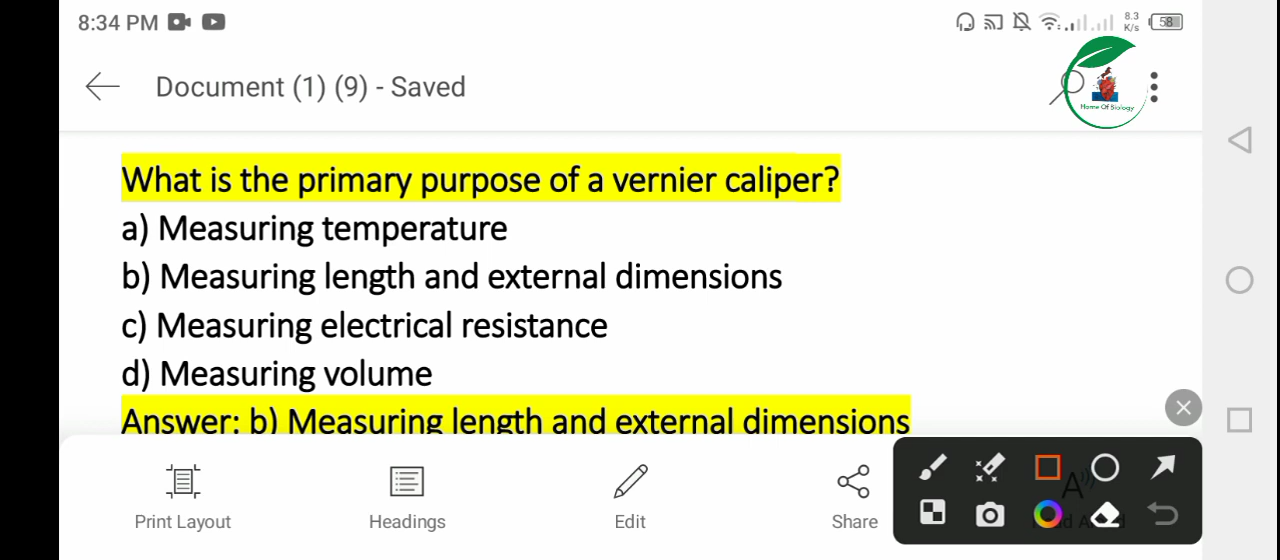 8:34 PM
8.3
K/s
58
Document (1) (9) - Saved
Home Of Biology
What is the primary purpose of a vernier caliper?
a) Measuring temperature
b) Measuring length and external dimensions
c) Measuring electrical resistance
d) Measuring volume
Answer: b) Measuring length and external dimensions
Print Layout
Headings
Edit
Share